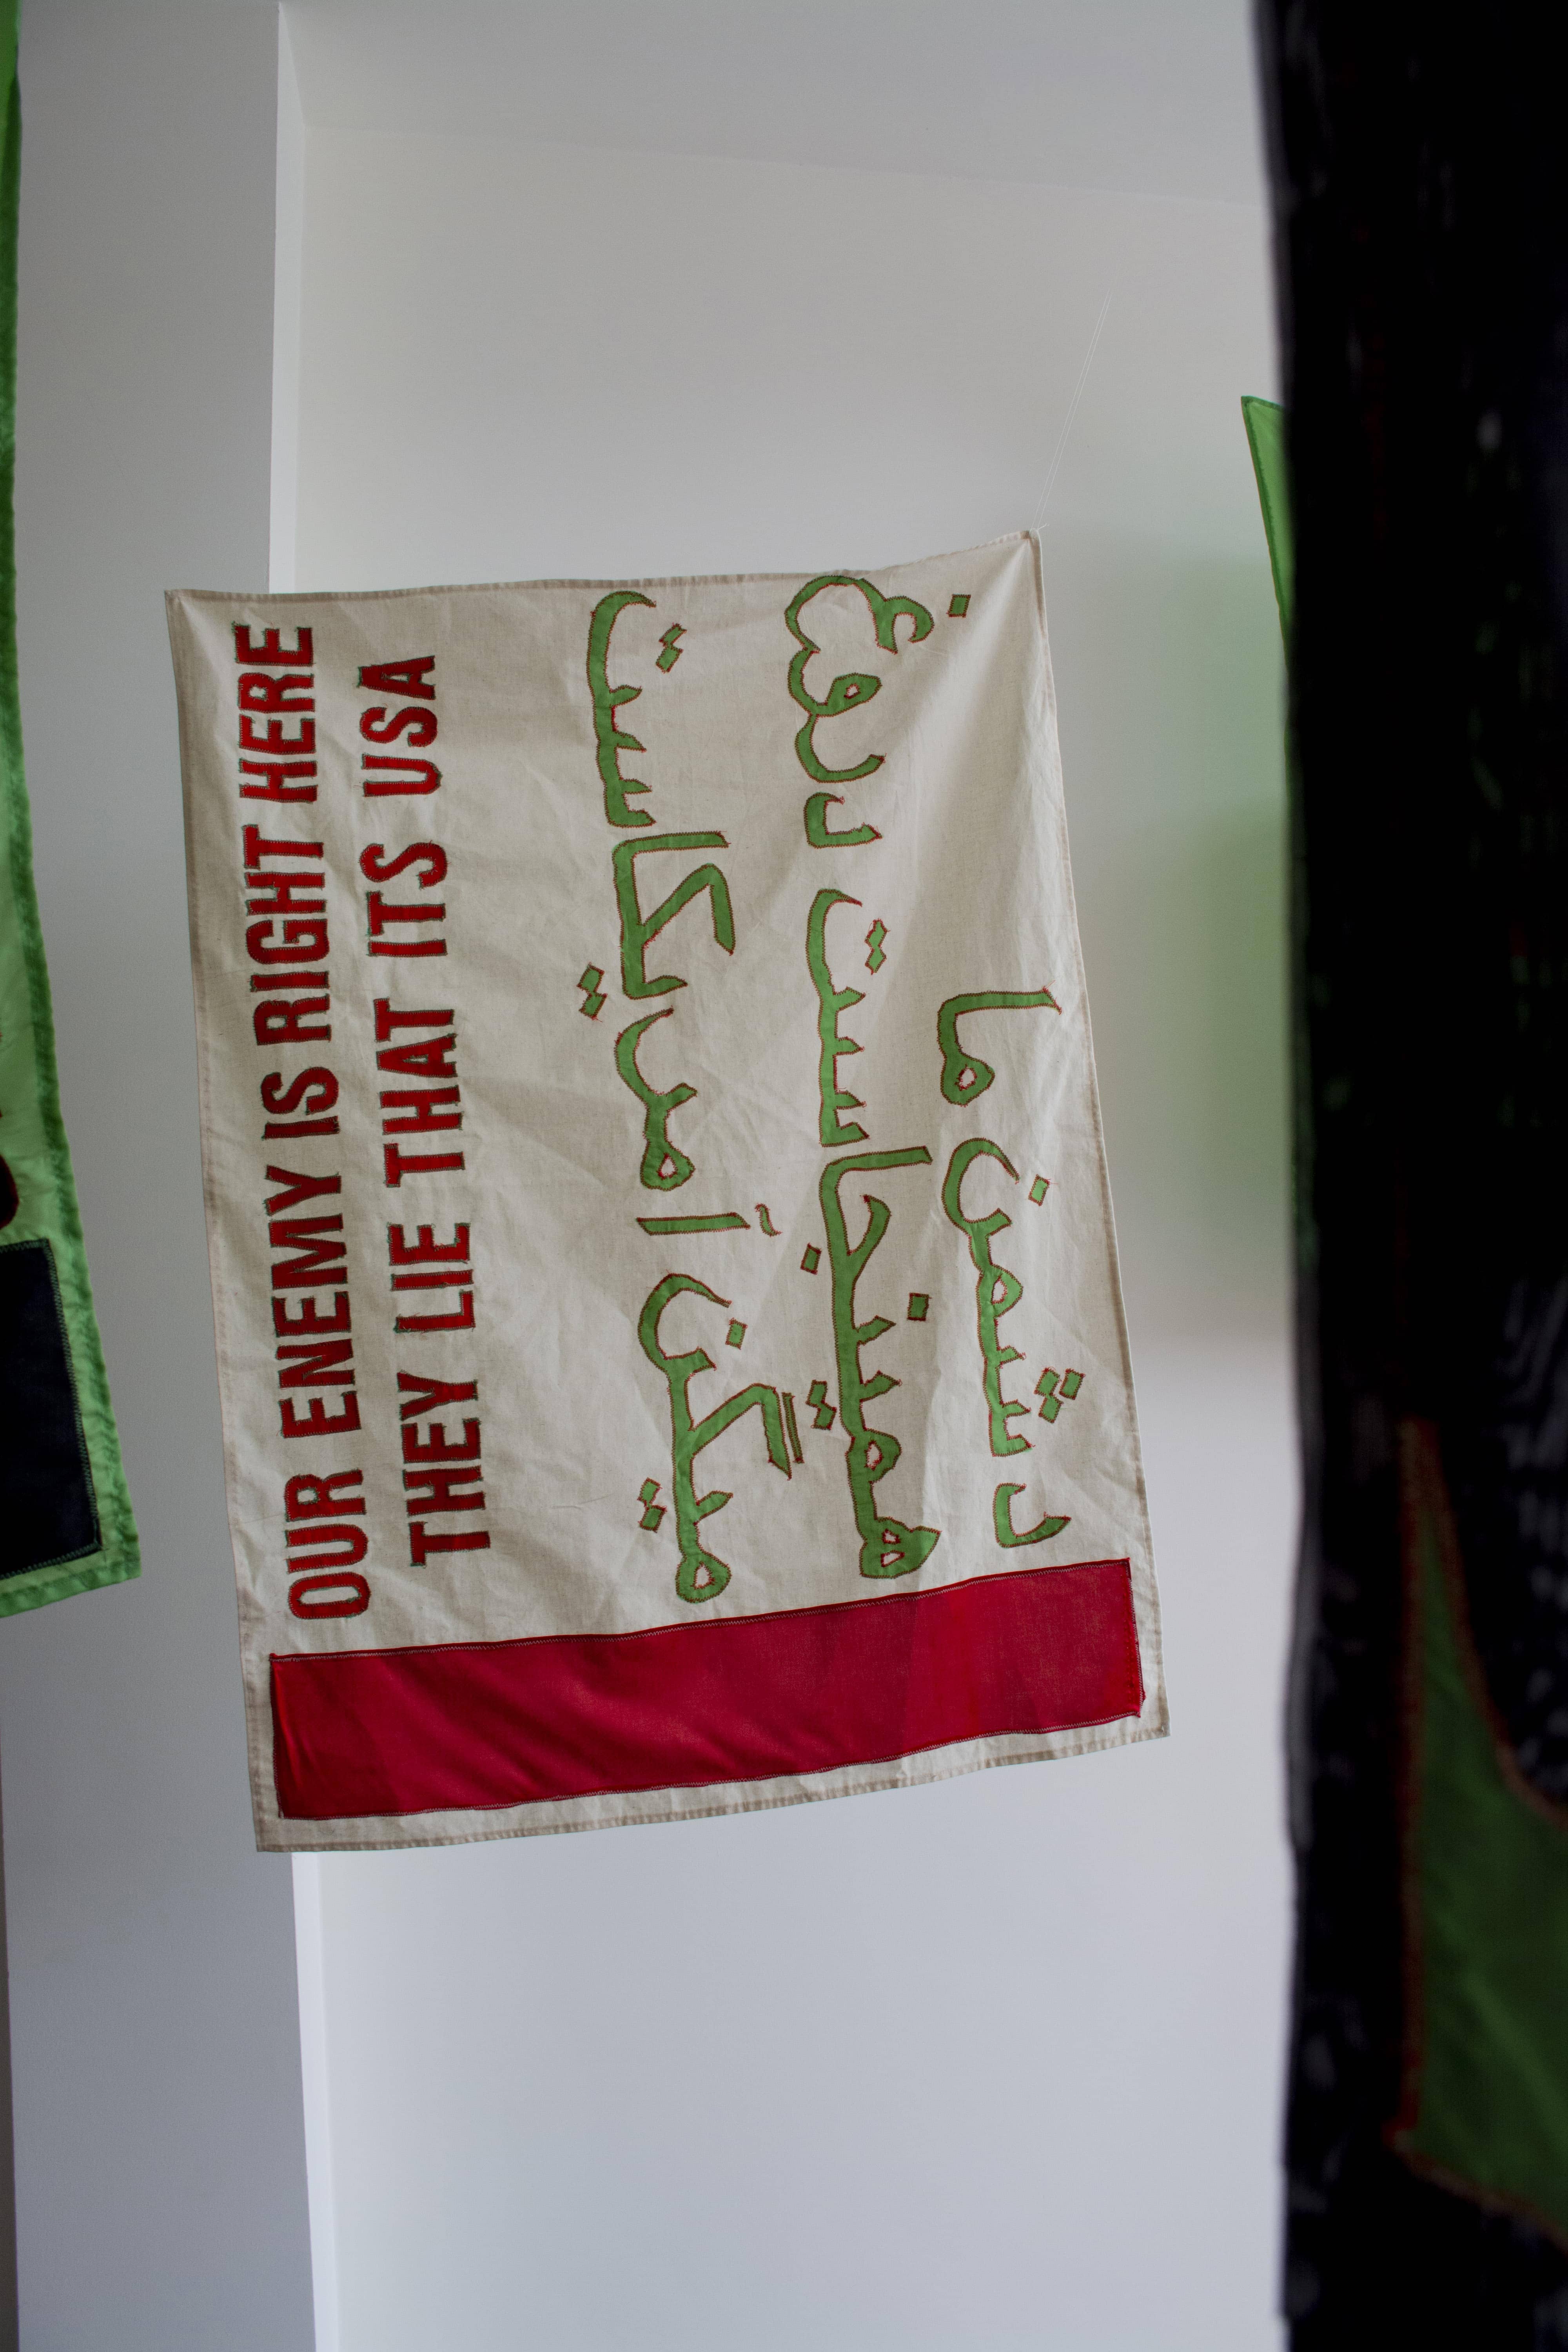 OUR ENEMY IS RIGHT HERE
THEY LIE THAT ITS USA
دشمن ما
همینجاست دروغ
میگن آمریکاست